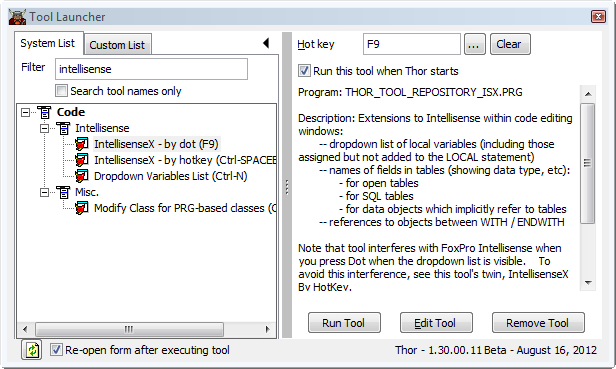 Tool Launcher
System List Custom List
Filter intellisense
Search tool names only
Code
Intellisense
IntellisenseX - by dot (F9)
IntellisenseX - by hotkey (Ctrl-SPACEB
Dropdown Variables List (Ctrl-N)
Misc.
Modify Class for PRG-based classes (C
Re-open form after executing tool
Hot key F9 ... Clear
Run this tool when Thor starts
Program: THOR_TOOL_REPOSITORY_ISX.PRG
Description: Extensions to Intellisense within code editing
windows:
-- dropdown list of local variables (including those
assigned but not added to the LOCAL statement)
-- names of fields in tables (showing data type, etc):
- for open tables
- for SQL tables
- for data objects which implicitly refer to tables
-- references to objects between WITH / ENDWITH
Note that tool interferes with FoxPro Intellisense when
you press Dot when the dropdown list is visible. To
avoid this interference, see this tool's twin, IntellisenseX
By HotKey.
Run Tool Edit Tool Remove Tool
Thor - 1.30.00.11 Beta - August 16, 2012